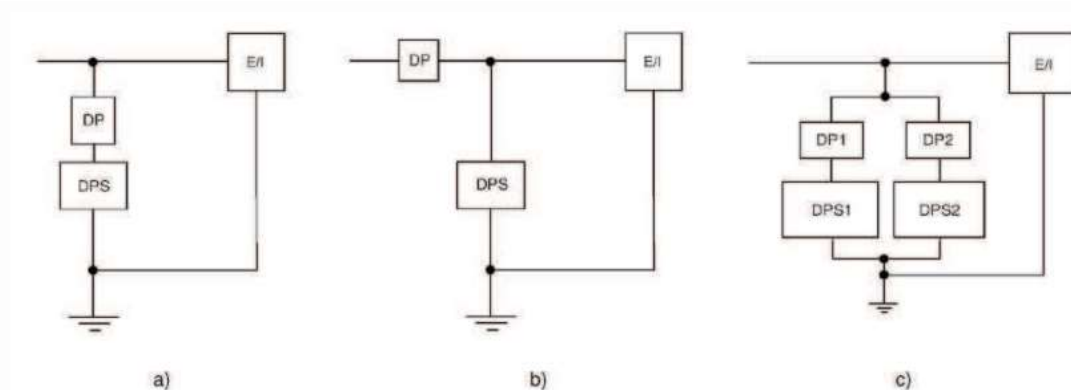 E/I
DP
DPS
a)
DP
E/I
DPS
b)
E/I
DP1 DP2
DPS1 DPS2
c)